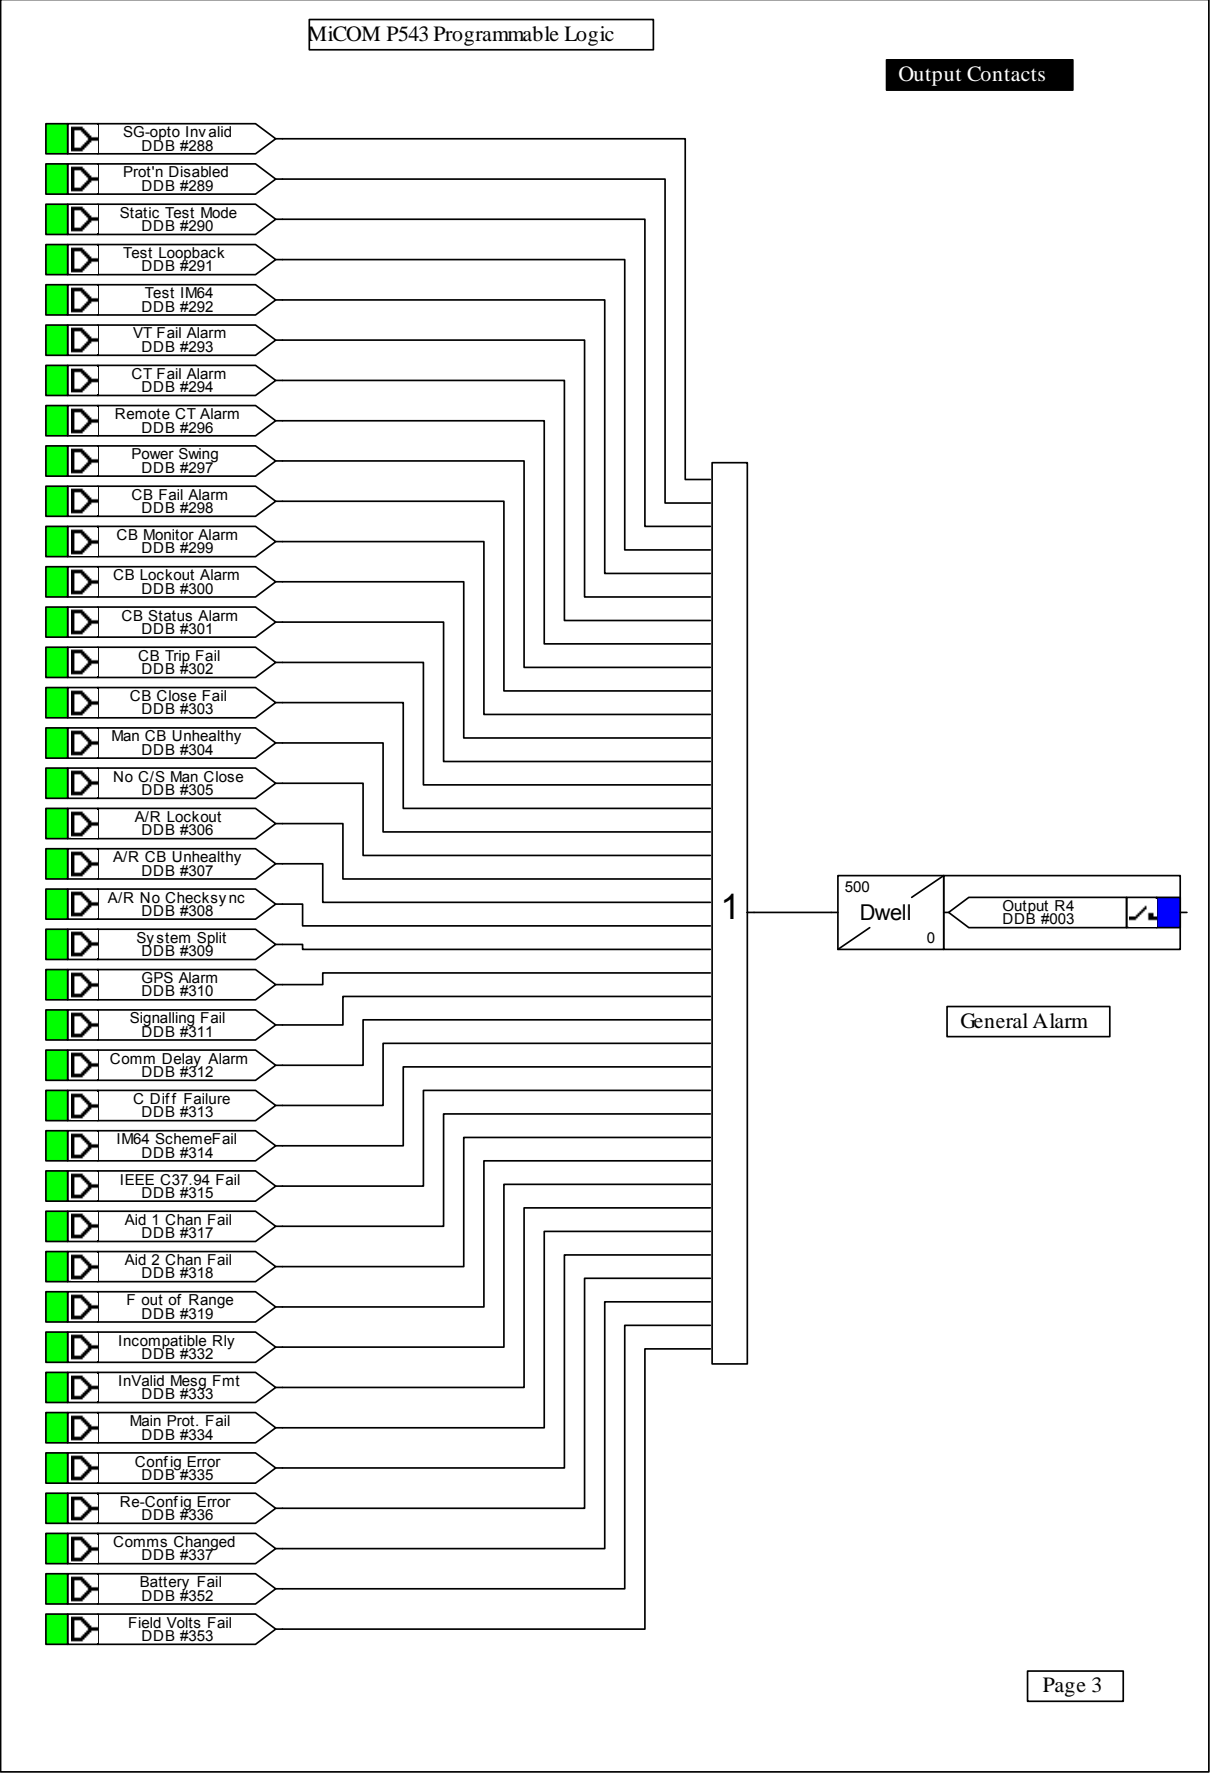 MiCOM P543 Programmable Logic
Output Contacts
SG-opto Invalid
DDB #288
Prot'n Disabled
DDB #289
Static Test Mode
DDB #290
Test Loopback
DDB #291
Test IM64
DDB #292
VT Fail Alarm
DDB #293
CT Fail Alarm
DDB #294
Remote CT Alarm
DDB #296
Power Swing
DDB #297
CB Fail Alarm
DDB #298
CB Monitor Alarm
DDB #299
CB Lockout Alarm
DDB #300
CB Status Alarm
DDB #301
CB Trip Fail
DDB #302
CB Close Fail
DDB #303
Man CB Unhealthy
DDB #304
No C/S Man Close
DDB #305
A/R Lockout
DDB #306
A/R CB Unhealthy
DDB #307
A/R No Checksync
DDB #308
System Split
DDB #309
GPS Alarm
DDB #310
Signalling Fail
DDB #311
Comm Delay Alarm
DDB #312
C Diff Failure
DDB #313
IM64 SchemeFail
DDB #314
IEEE C37.94 Fail
DDB #315
Aid 1 Chan Fail
DDB #317
Aid 2 Chan Fail
DDB #318
F out of Range
DDB #319
Incompatible Rly
DDB #332
InValid Mesg Fmt
DDB #333
Main Prot. Fail
DDB #334
Config Error
DDB #335
Re-Config Error
DDB #336
Comms Changed
DDB #337
Battery Fail
DDB #352
Field Volts Fail
DDB #353
1
500
Dwell
0
Output R4
DDB #003
General Alarm
Page 3